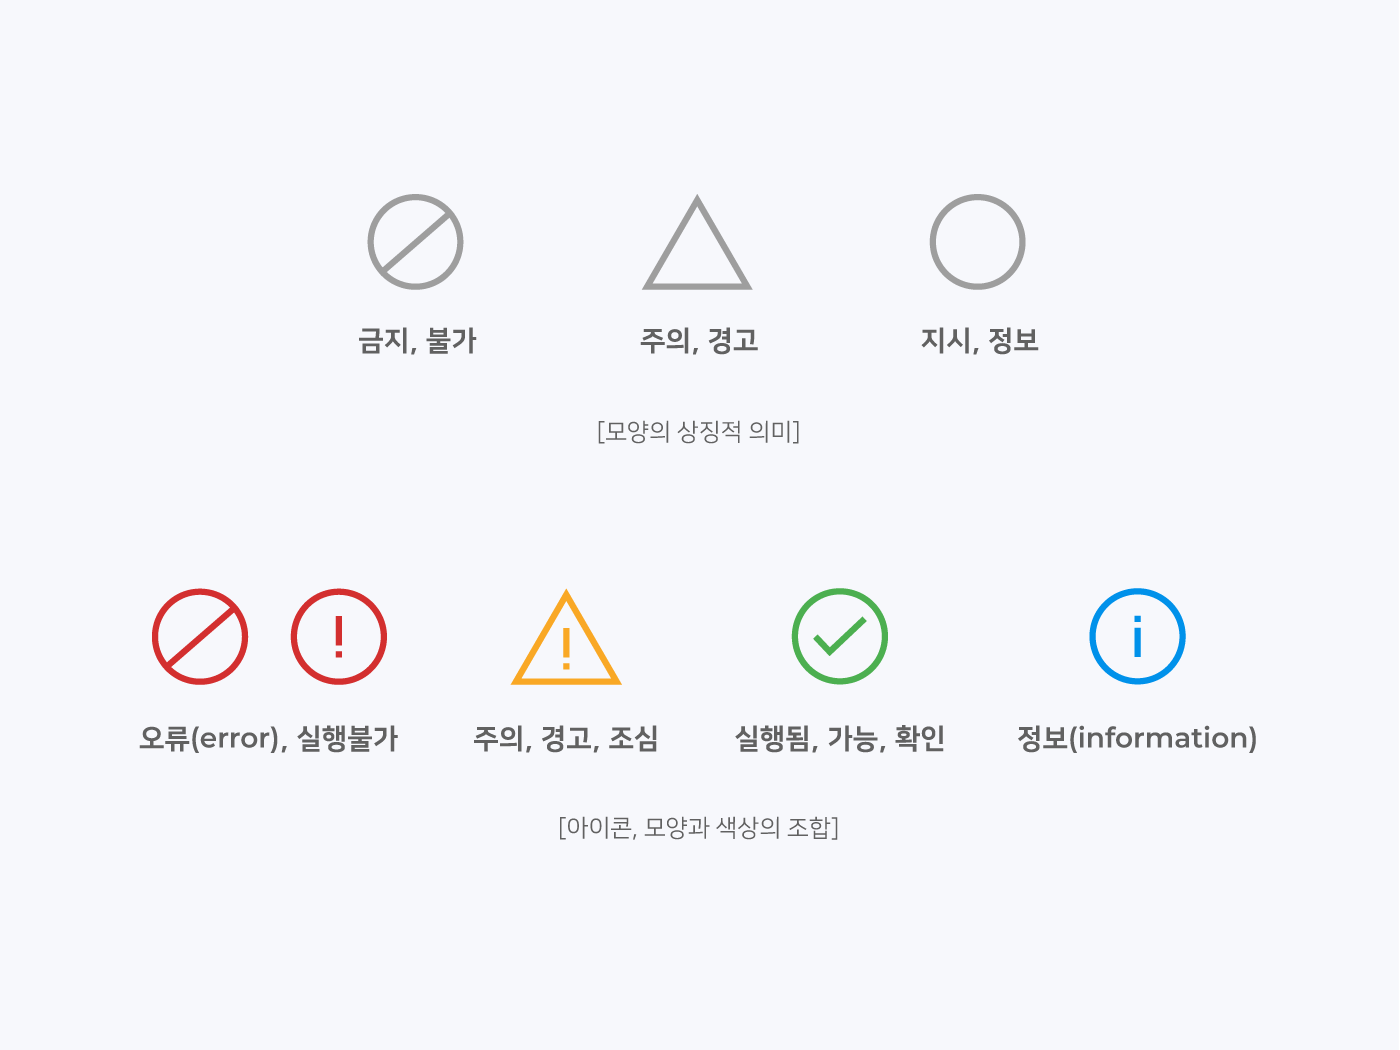 금지, 불가
주의, 경고
지시, 정보
[모양의 상징적 의미]
!
!
i
오류(error), 실행불가
주의, 경고, 조심
실행됨, 가능, 확인
정보(information)
[아이콘, 모양과 색상의 조합]